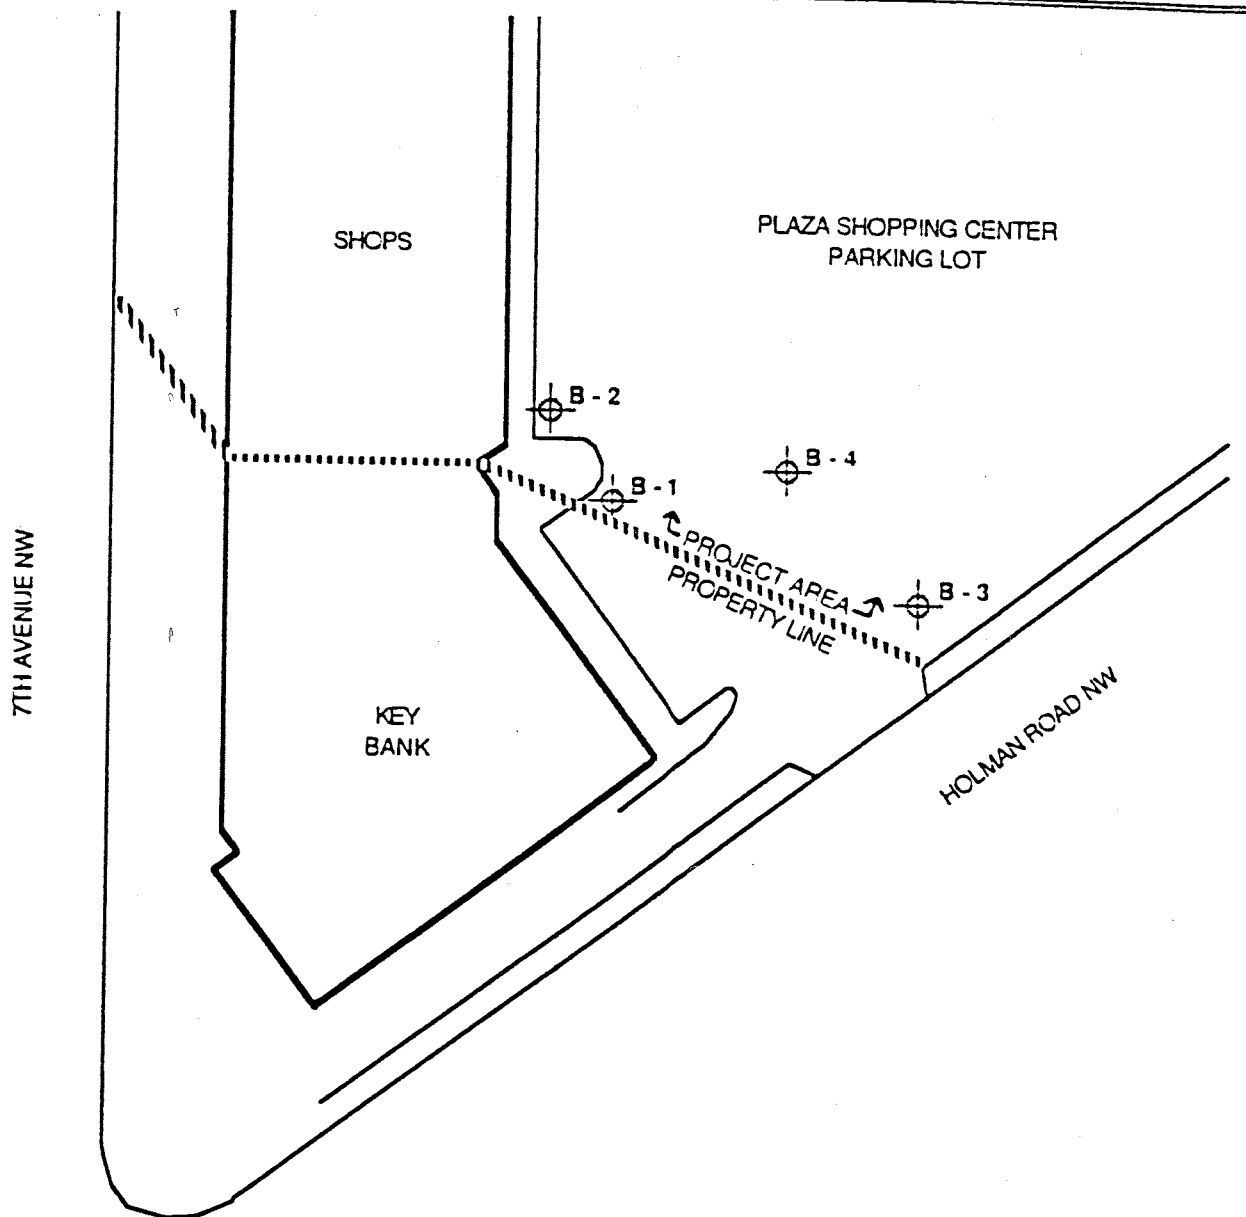 SHOPS
PLAZA SHOPPING CENTER
PARKING LOT
B - 2
B - 4
B - 1
PROJECT AREA
PROPERTY LINE
B - 3
7TH AVENUE NW
KEY
BANK
HOLMAN ROAD NW